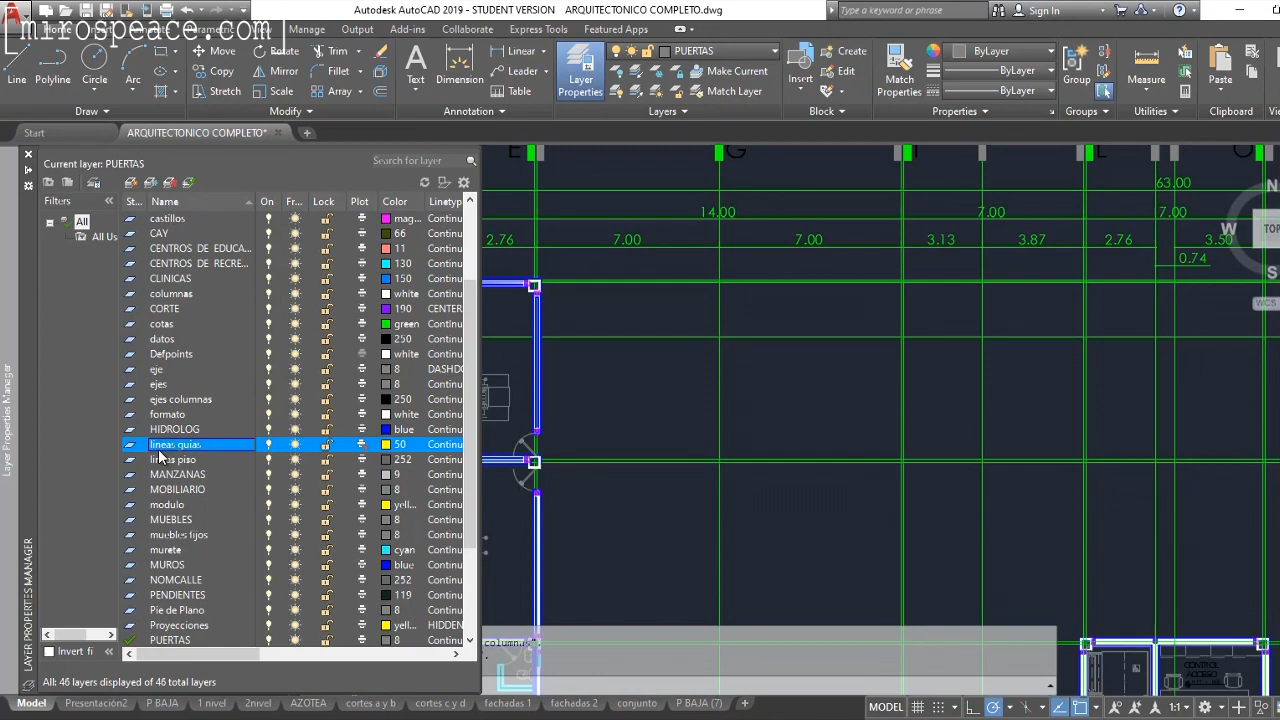 Autodesk AutoCAD 2019 - STUDENT VERSION ARQUITECTONICO COMPLETO.dwg
Type a keyword or phrase
Sign In
mirospeace.com
Manage Output Add-ins Collaborate Express Tools Featured Apps
Move Rotate Trim Linear PUERTAS Create ByLayer
Copy Mirror Fillet Leader Make Current Edit ByLayer
Stretch Scale Array Table Match Layer ByLayer
Line Polyline Circle Arc Text Dimension Layer Properties Insert Match Properties Group Measure Paste
Draw Modify Annotation Layers Block Properties Groups Utilities Clipboard
Start ARQUITECTONICO COMPLETO*
Current layer: PUERTAS
Search for layer
Filters
All
All Us
St... Name On Fr... Lock Plot Color Linetyp
castillos mag... Continu
CAY 66 Continu
CENTROS DE EDUCA... 11 Continu
CENTROS DE RECRE... 130 Continu
CLINICAS 150 Continu
columnas white Continu
CORTE 190 CENTER
cotas green Continu
datos 250 Continu
Defpoints white Continu
eje 8 DASHDO
ejes 8 Continu
ejes columnas 250 Continu
formato white Continu
HIDROLOG blue Continu
lineas guias 50 Continu
lineas piso 252 Continu
MANZANAS 9 Continu
MOBILIARIO 8 Continu
modulo yell... Continu
MUEBLES 8 Continu
muebles fijos 8 Continu
murete cyan Continu
MUROS blue Continu
NOMCALLE 252 Continu
PENDIENTES 119 Continu
Pie de Plano 8 Continu
Proyecciones yell... HIDDEN
PUERTAS 8 Continu
Invert fi
All: 46 layers displayed of 46 total layers
Layer Properties Manager
LAYER PROPERTIES MANAGER
E G I L O
63.00
14.00 7.00 7.00
2.76 7.00 7.00 3.13 3.87 2.76 3.50
0.74
N
W TOP
S
WCS
columnas"
CONTROL
ACCESO
Model Presentación2 P BAJA 1 nivel 2nivel AZOTEA cortes a y b cortes c y d fachadas 1 fachadas 2 conjunto P BAJA (7)
MODEL 1:1